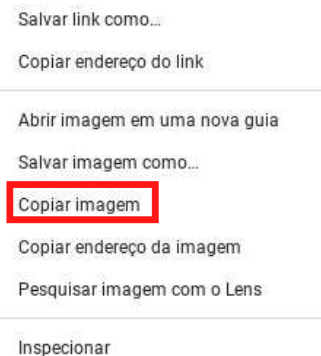 Salvar link como...
Copiar endereço do link
Abrir imagem em uma nova guia
Salvar imagem como...
Copiar imagem
Copiar endereço da imagem
Pesquisar imagem com o Lens
Inspecionar